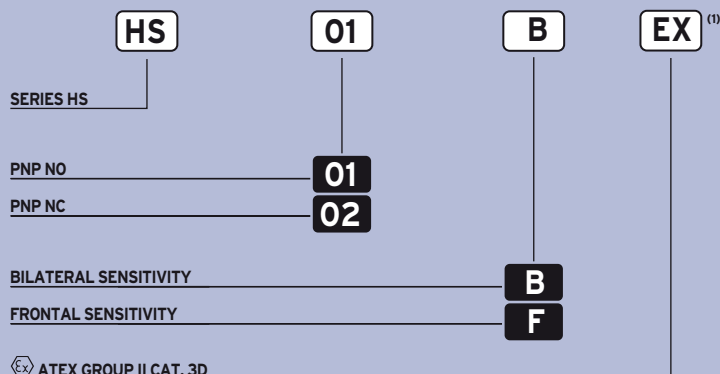 HS 01 B EX (1)
SERIES HS
PNP NO 01
PNP NC 02
BILATERAL SENSITIVITY B
FRONTAL SENSITIVITY F
Ex ATEX GROUP II CAT. 3D